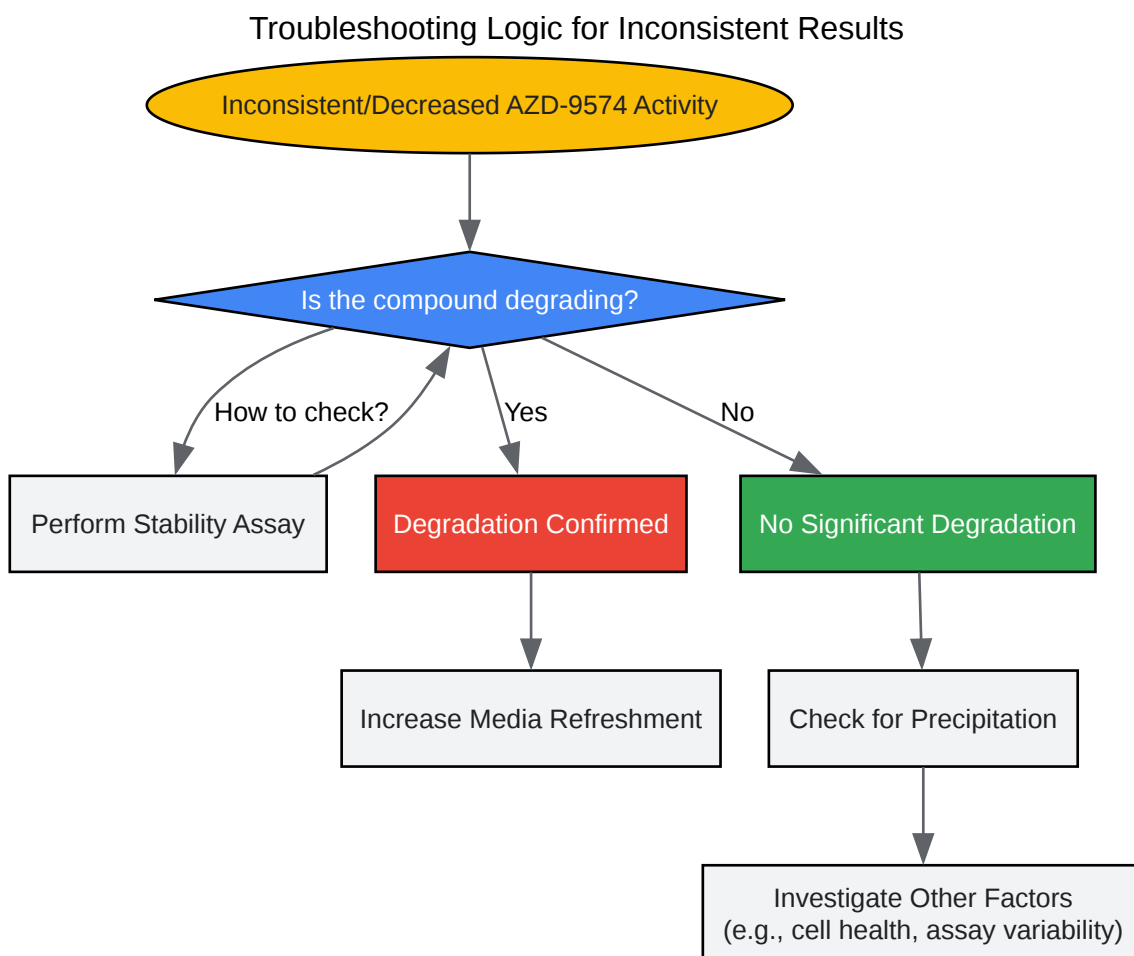 Troubleshooting Logic for Inconsistent Results
Inconsistent/Decreased AZD-9574 Activity
Is the compound degrading?
How to check?
Yes
No
Perform Stability Assay
Degradation Confirmed
No Significant Degradation
Increase Media Refreshment
Check for Precipitation
Investigate Other Factors
(e.g., cell health, assay variability)